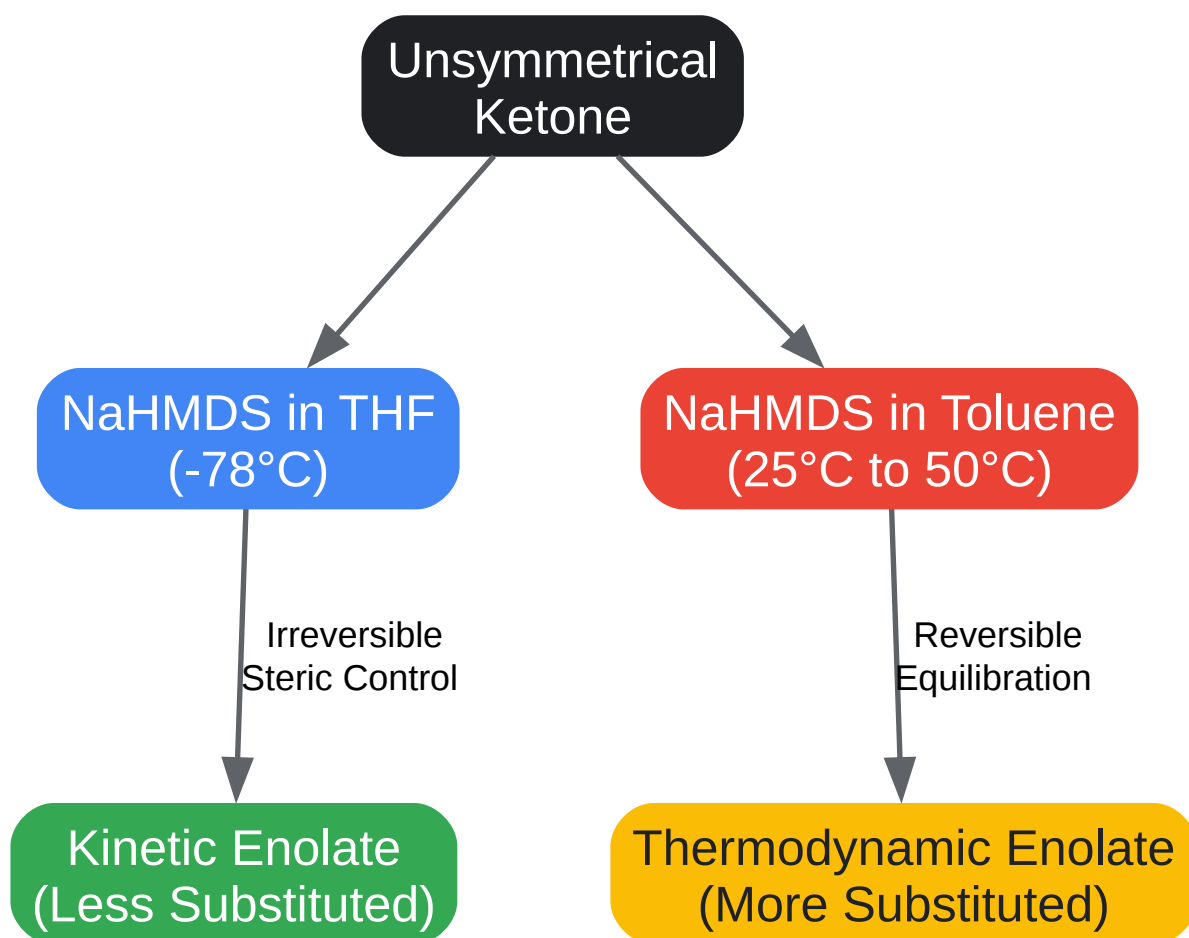 Unsymmetrical
Ketone
NaHMDS in THF
(-78°C)
NaHMDS in Toluene
(25°C to 50°C)
Irreversible
Steric Control
Reversible
Equilibration
Kinetic Enolate
(Less Substituted)
Thermodynamic Enolate
(More Substituted)